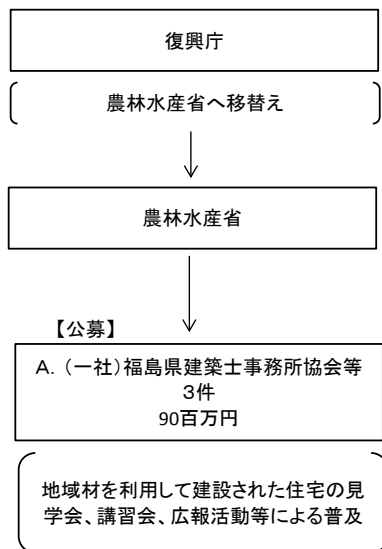 復興庁
農林水産省へ移替え
農林水産省
【公募】
A．（一社）福島県建築士事務所協会等
3件
90百万円
地域材を利用して建設された住宅の見
学会、講習会、広報活動等による普及